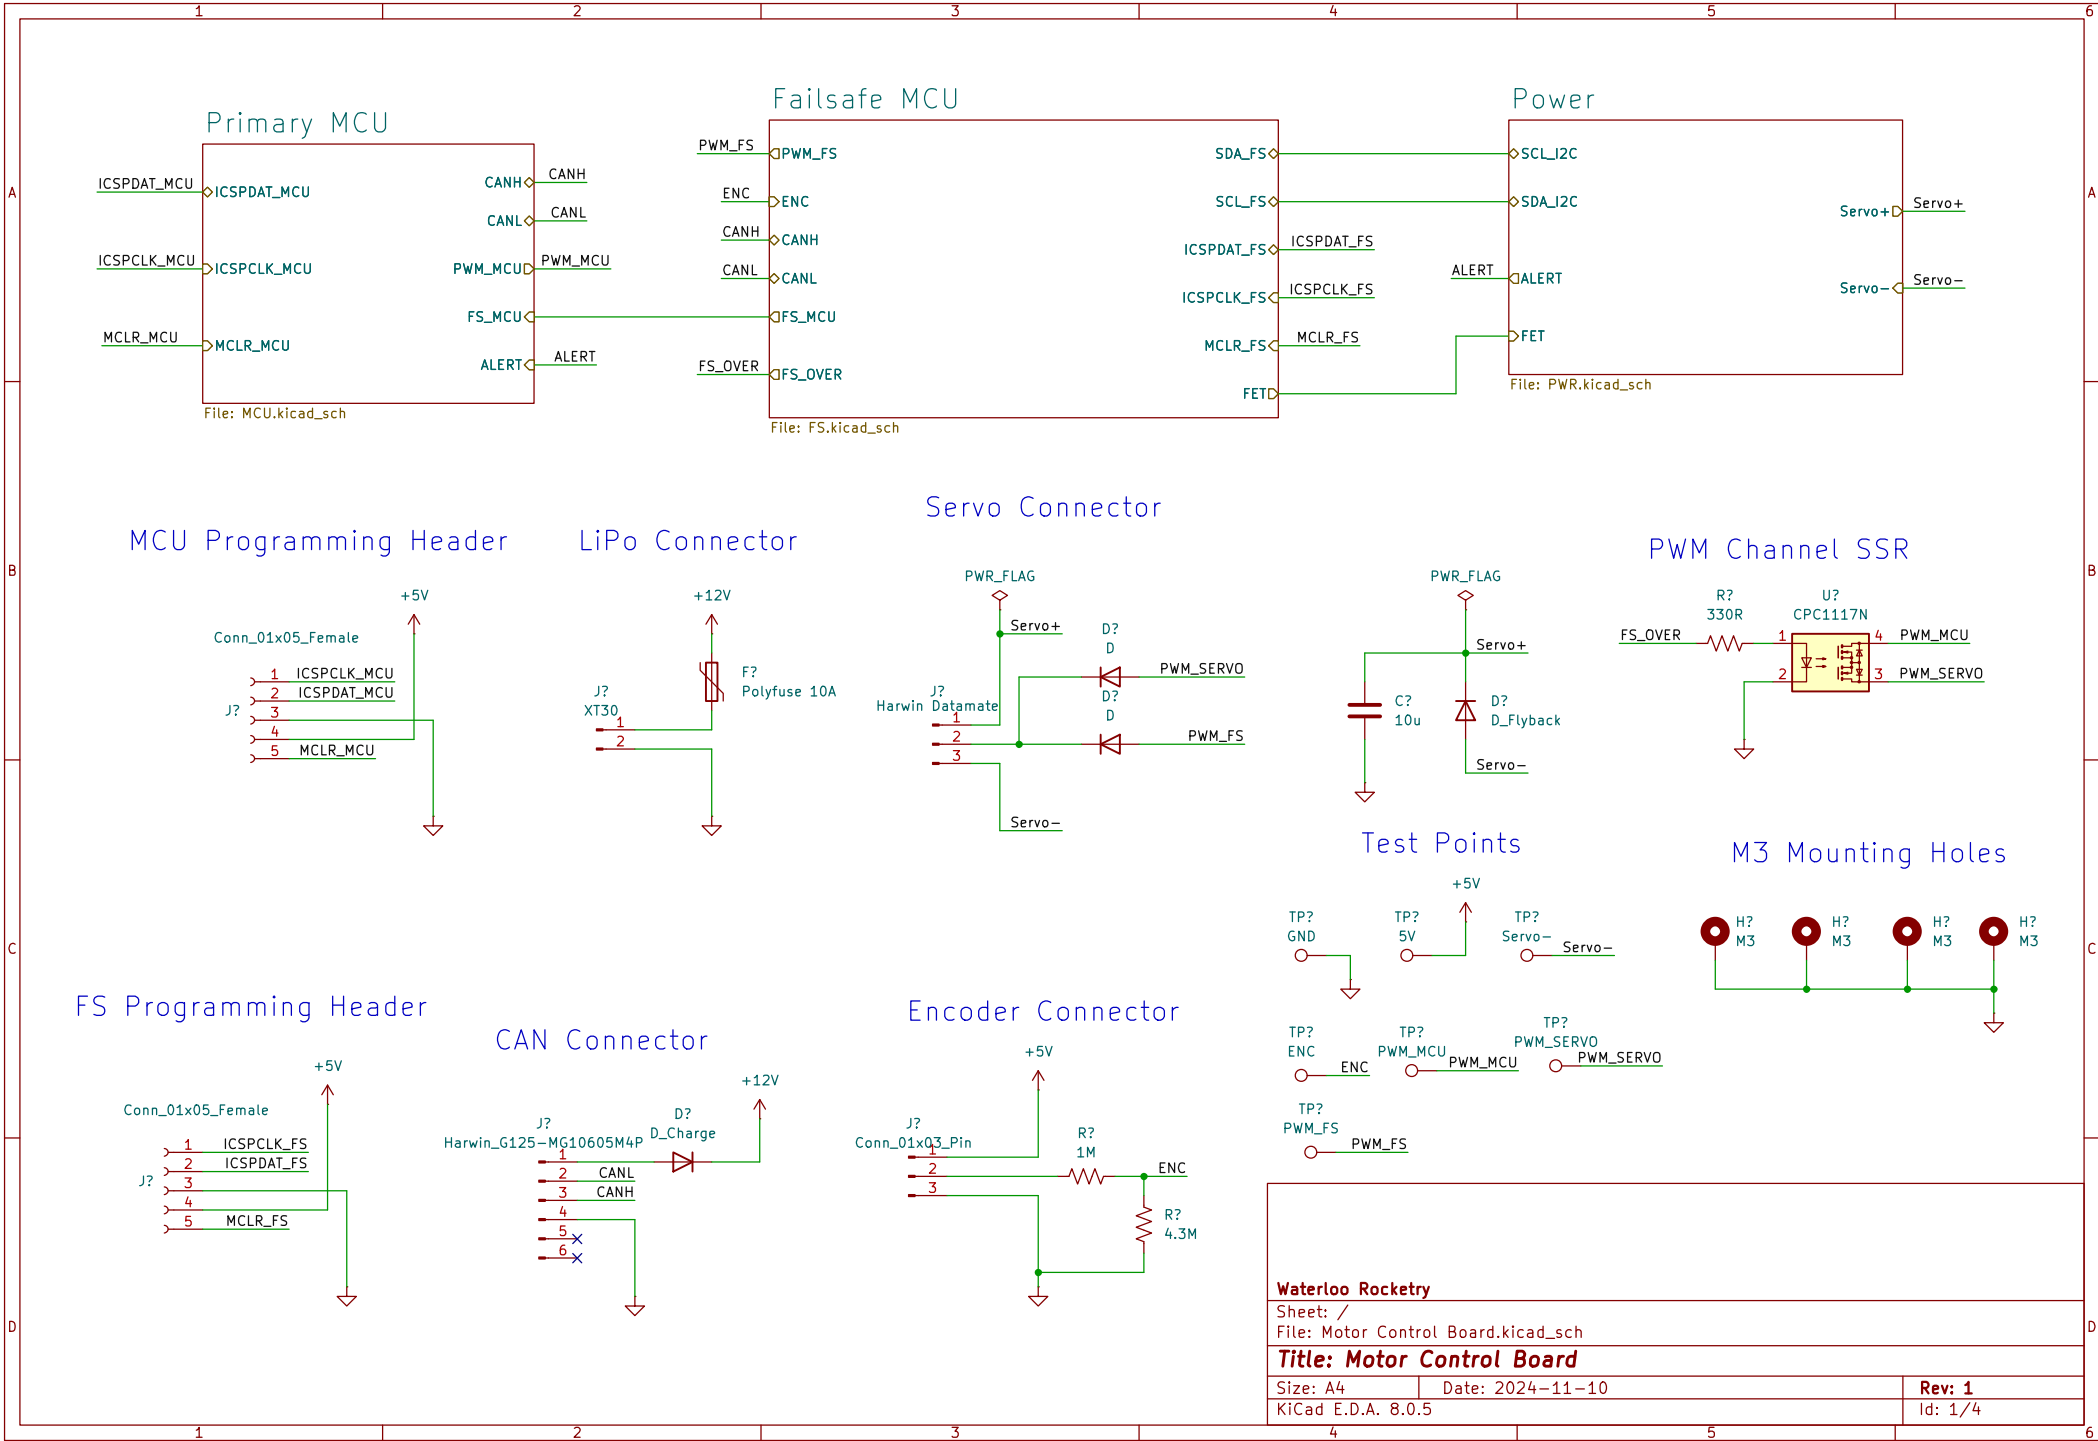 1 2 3 4 5 6
A
B
C
D
A
B
C
D
1 2 3 4 5 6
Primary MCU
ICSPDAT_MCU
ICSPDAT_MCU
ICSPCLK_MCU
ICSPCLK_MCU
MCLR_MCU
MCLR_MCU
CANH
CANH
CANL
CANL
PWM_MCU
PWM_MCU
FS_MCU
ALERT
ALERT
File: MCU.kicad_sch
Failsafe MCU
PWM_FS
PWM_FS
ENC
ENC
CANH
CANH
CANL
CANL
FS_MCU
FS_OVER
FS_OVER
SDA_FS
SCL_FS
ICSPDAT_FS
ICSPDAT_FS
ICSPCLK_FS
ICSPCLK_FS
MCLR_FS
MCLR_FS
FET
File: FS.kicad_sch
Power
SCL_I2C
SDA_I2C
ALERT
ALERT
FET
Servo+
Servo+
Servo-
Servo-
File: PWR.kicad_sch
MCU Programming Header
+5V
Conn_01x05_Female
J?
1 ICSPCLK_MCU
2 ICSPDAT_MCU
3
4
5 MCLR_MCU
LiPo Connector
+12V
F?
Polyfuse 10A
J?
XT30
1
2
Servo Connector
PWR_FLAG
Servo+
D?
D
PWM_SERVO
D?
D
PWM_FS
J?
Harwin Datamate
1
2
3
Servo-
PWR_FLAG
Servo+
C?
10u
D?
D_Flyback
Servo-
PWM Channel SSR
R?
330R
U?
CPC1117N
FS_OVER
1
2
4
3
PWM_MCU
PWM_SERVO
Test Points
+5V
TP?
GND
TP?
5V
TP?
Servo-
Servo-
TP?
ENC
ENC
TP?
PWM_MCU
PWM_MCU
TP?
PWM_SERVO
PWM_SERVO
TP?
PWM_FS
PWM_FS
M3 Mounting Holes
H?
M3
H?
M3
H?
M3
H?
M3
FS Programming Header
+5V
Conn_01x05_Female
J?
1 ICSPCLK_FS
2 ICSPDAT_FS
3
4
5 MCLR_FS
CAN Connector
+12V
D?
D_Charge
J?
Harwin_G125-MG10605M4P
1
2 CANL
3 CANH
4
5
6
Encoder Connector
+5V
J?
Conn_01x03_Pin
1
2
3
R?
1M
ENC
R?
4.3M
Waterloo Rocketry
Sheet: /
File: Motor Control Board.kicad_sch
Title: Motor Control Board
Size: A4
Date: 2024-11-10
Rev: 1
KiCad E.D.A. 8.0.5
Id: 1/4